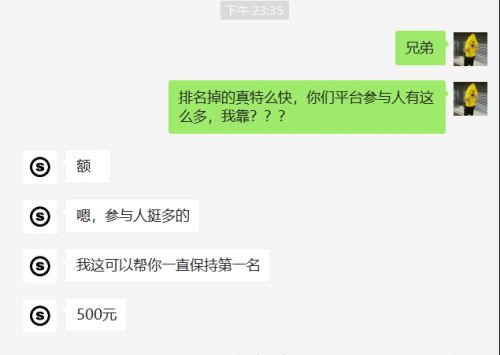 下午 23:35
兄弟
排名掉的真特么快，你们平台参与人有这
么多，我靠？？？
额
嗯，参与人挺多的
我这可以帮你一直保持第一名
500元